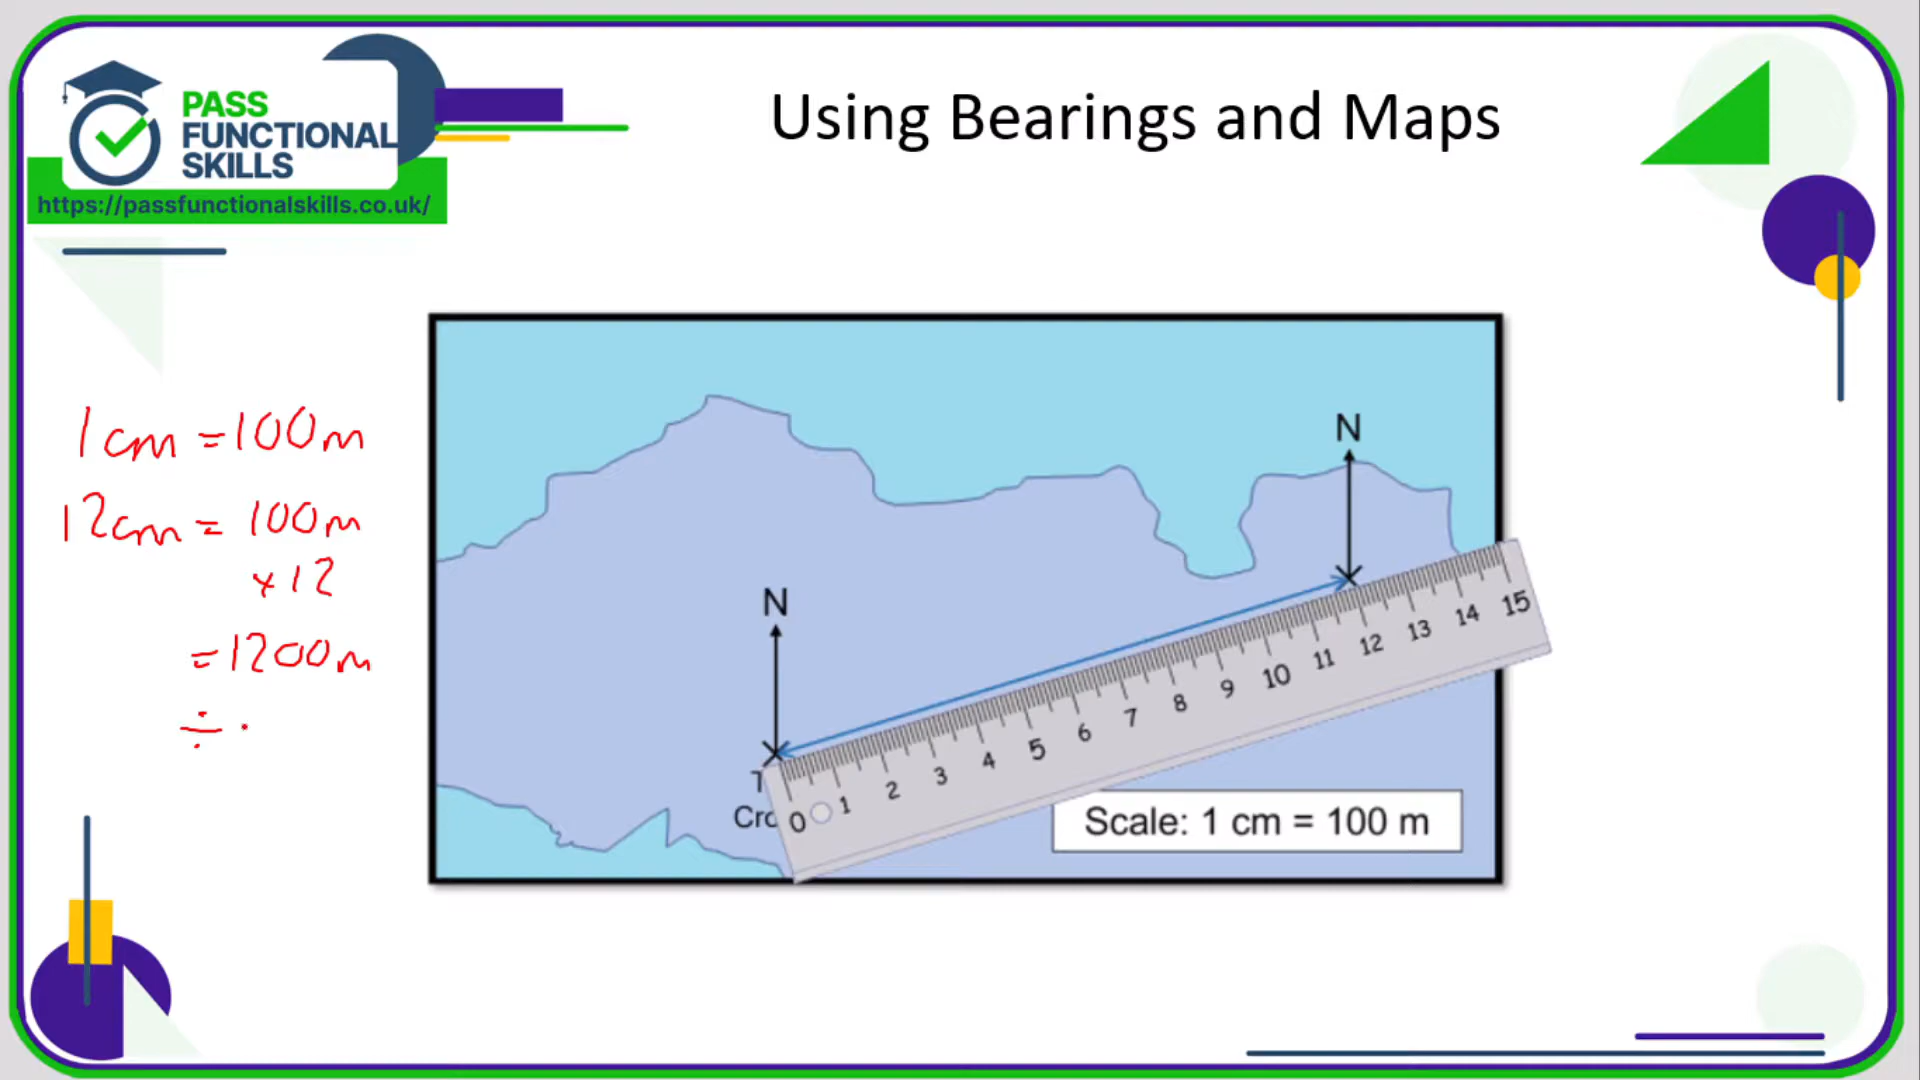 PASS
FUNCTIONAL
SKILLS
https://passfunctionalskills.co.uk/
Using Bearings and Maps
1cm = 100m
12cm = 100m
×12
= 1200m
÷
N
N
T
Cro
0 1 2 3 4 5 6 7 8 9 10 11 12 13 14 15
Scale: 1 cm = 100 m